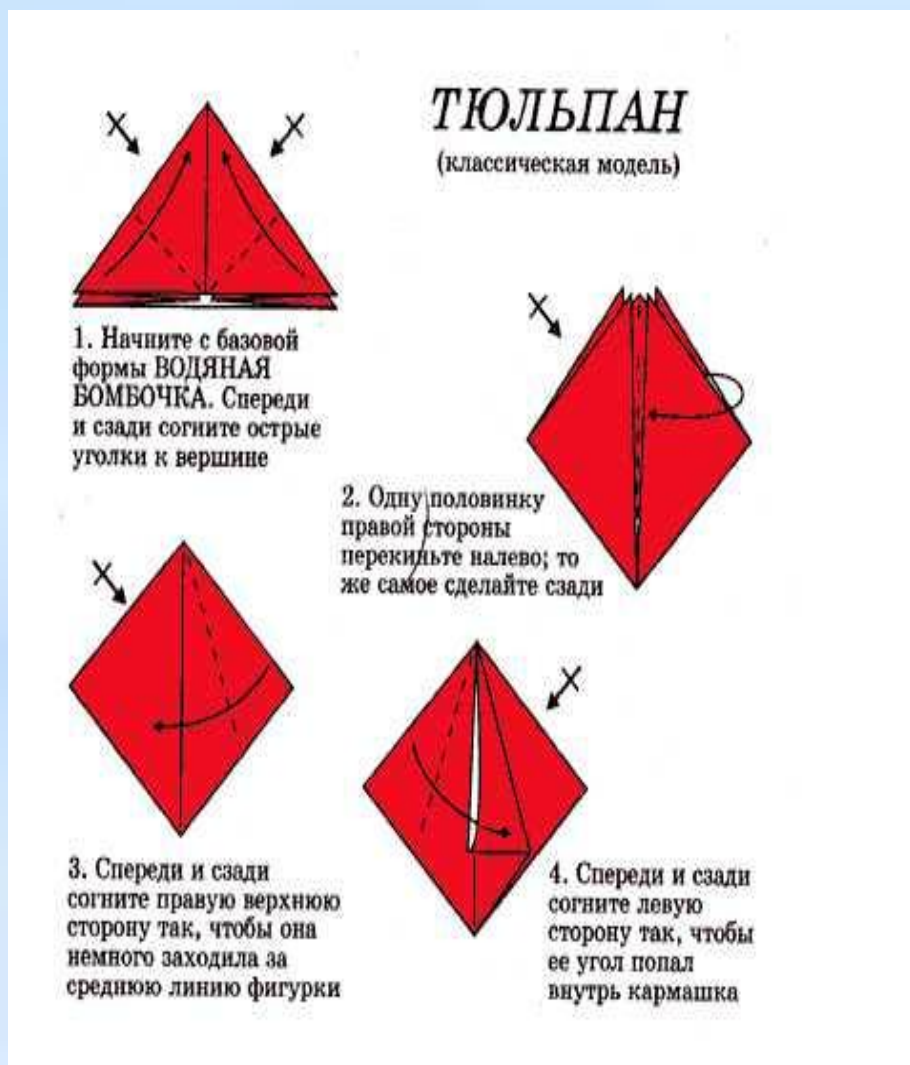 ТЮЛЬПАН
(классическая модель)
1. Начните с базовой
формы ВОДЯНАЯ
БОМБОЧКА. Спереди
и сзади согните острые
уголки к вершине
2. Одну половинку
правой стороны
перекиньте налево; то
же самое сделайте сзади
3. Спереди и сзади
согните правую верхнюю
сторону так, чтобы она
немного заходила за
среднюю линию фигурки
4. Спереди и сзади
согните левую
сторону так, чтобы
ее угол попал
внутрь кармашка